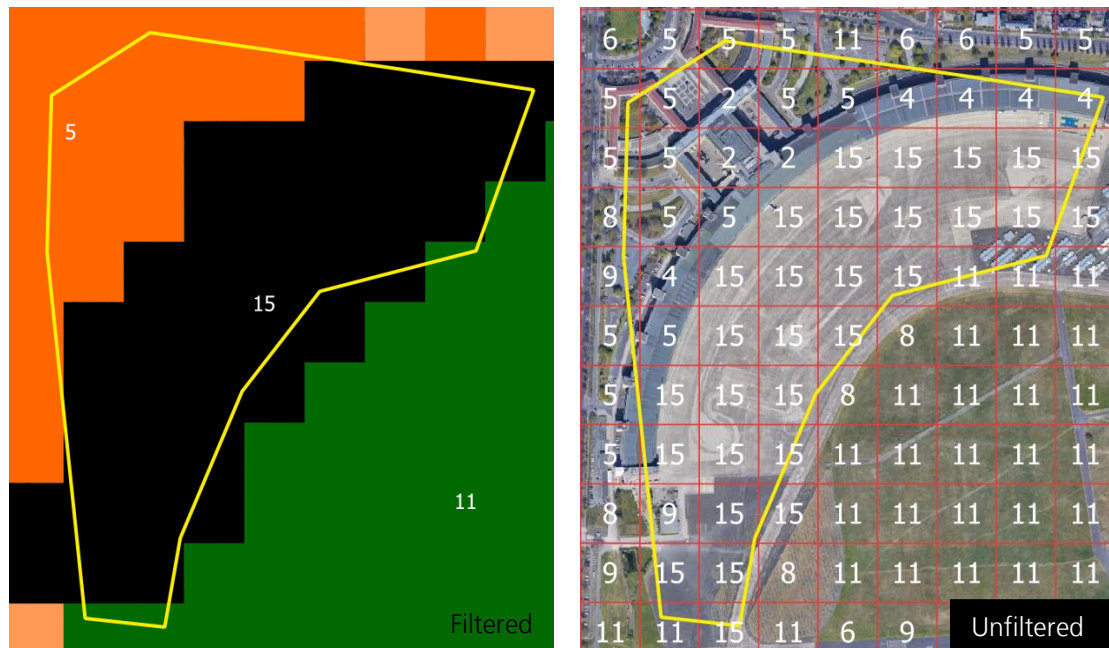 5
15
11
Filtered
6 5 5 5 11 6 6 5 5
5 5 2 5 5 4 4 4 4
5 5 2 2 15 15 15 15 15
8 5 5 15 15 15 15 15 15
9 4 15 15 15 15 11 11 11
5 5 15 15 15 8 11 11 11
5 15 15 15 8 11 11 11 11
5 15 15 15 11 11 11 11 11
8 9 15 15 11 11 11 11 11
9 15 15 8 11 11 11 11 11
11 11 15 11 6 9
Unfiltered